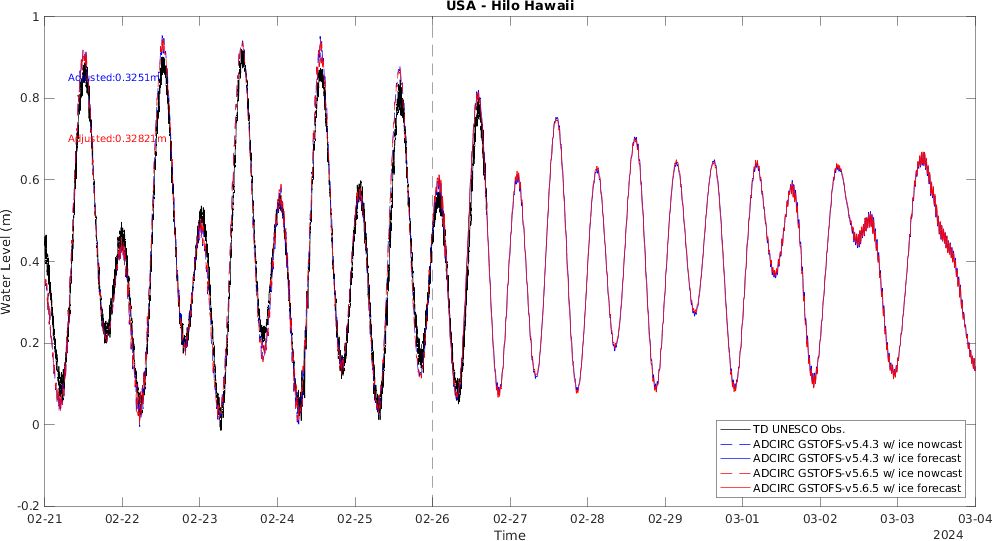 USA - Hilo Hawaii
1
0.8
0.6
0.4
0.2
0
-0.2
Water Level (m)
Adjusted:0.3251m
Adjusted:0.32821m
TD UNESCO Obs.
ADCIRC GSTOFS-v5.4.3 w/ ice nowcast
ADCIRC GSTOFS-v5.4.3 w/ ice forecast
ADCIRC GSTOFS-v5.6.5 w/ ice nowcast
ADCIRC GSTOFS-v5.6.5 w/ ice forecast
02-21 02-22 02-23 02-24 02-25 02-26 02-27 02-28 02-29 03-01 03-02 03-03 03-04
Time
2024